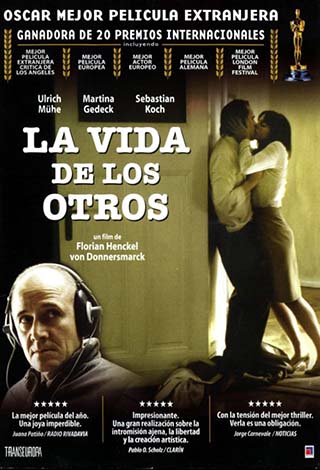 OSCAR MEJOR PELICULA EXTRANJERA
GANADORA DE 20 PREMIOS INTERNACIONALES
incluyendo
MEJOR PELICULA EXTRANJERA CRITICA DE LOS ANGELES
MEJOR PELICULA EUROPEA
MEJOR ACTOR EUROPEO
MEJOR PELICULA ALEMANA
MEJOR PELICULA LONDON FILM FESTIVAL
Ulrich Mühe
Martina Gedeck
Sebastian Koch
LA VIDA
DE LOS
OTROS
un film de
Florian Henckel
von Donnersmarck
★★★★★
La mejor película del año.
Una joya imperdible.
Juana Patiño / RADIO RIVADAVIA
★★★★★
Impresionante.
Una gran realización sobre la
intromisión ajena, la libertad
y la creación artística.
Pablo O. Scholz / CLARÍN
★★★★★
Con la tensión del mejor thriller.
Verla es una obligación.
Jorge Carnevale / NOTICIAS
TRANSEUROPA